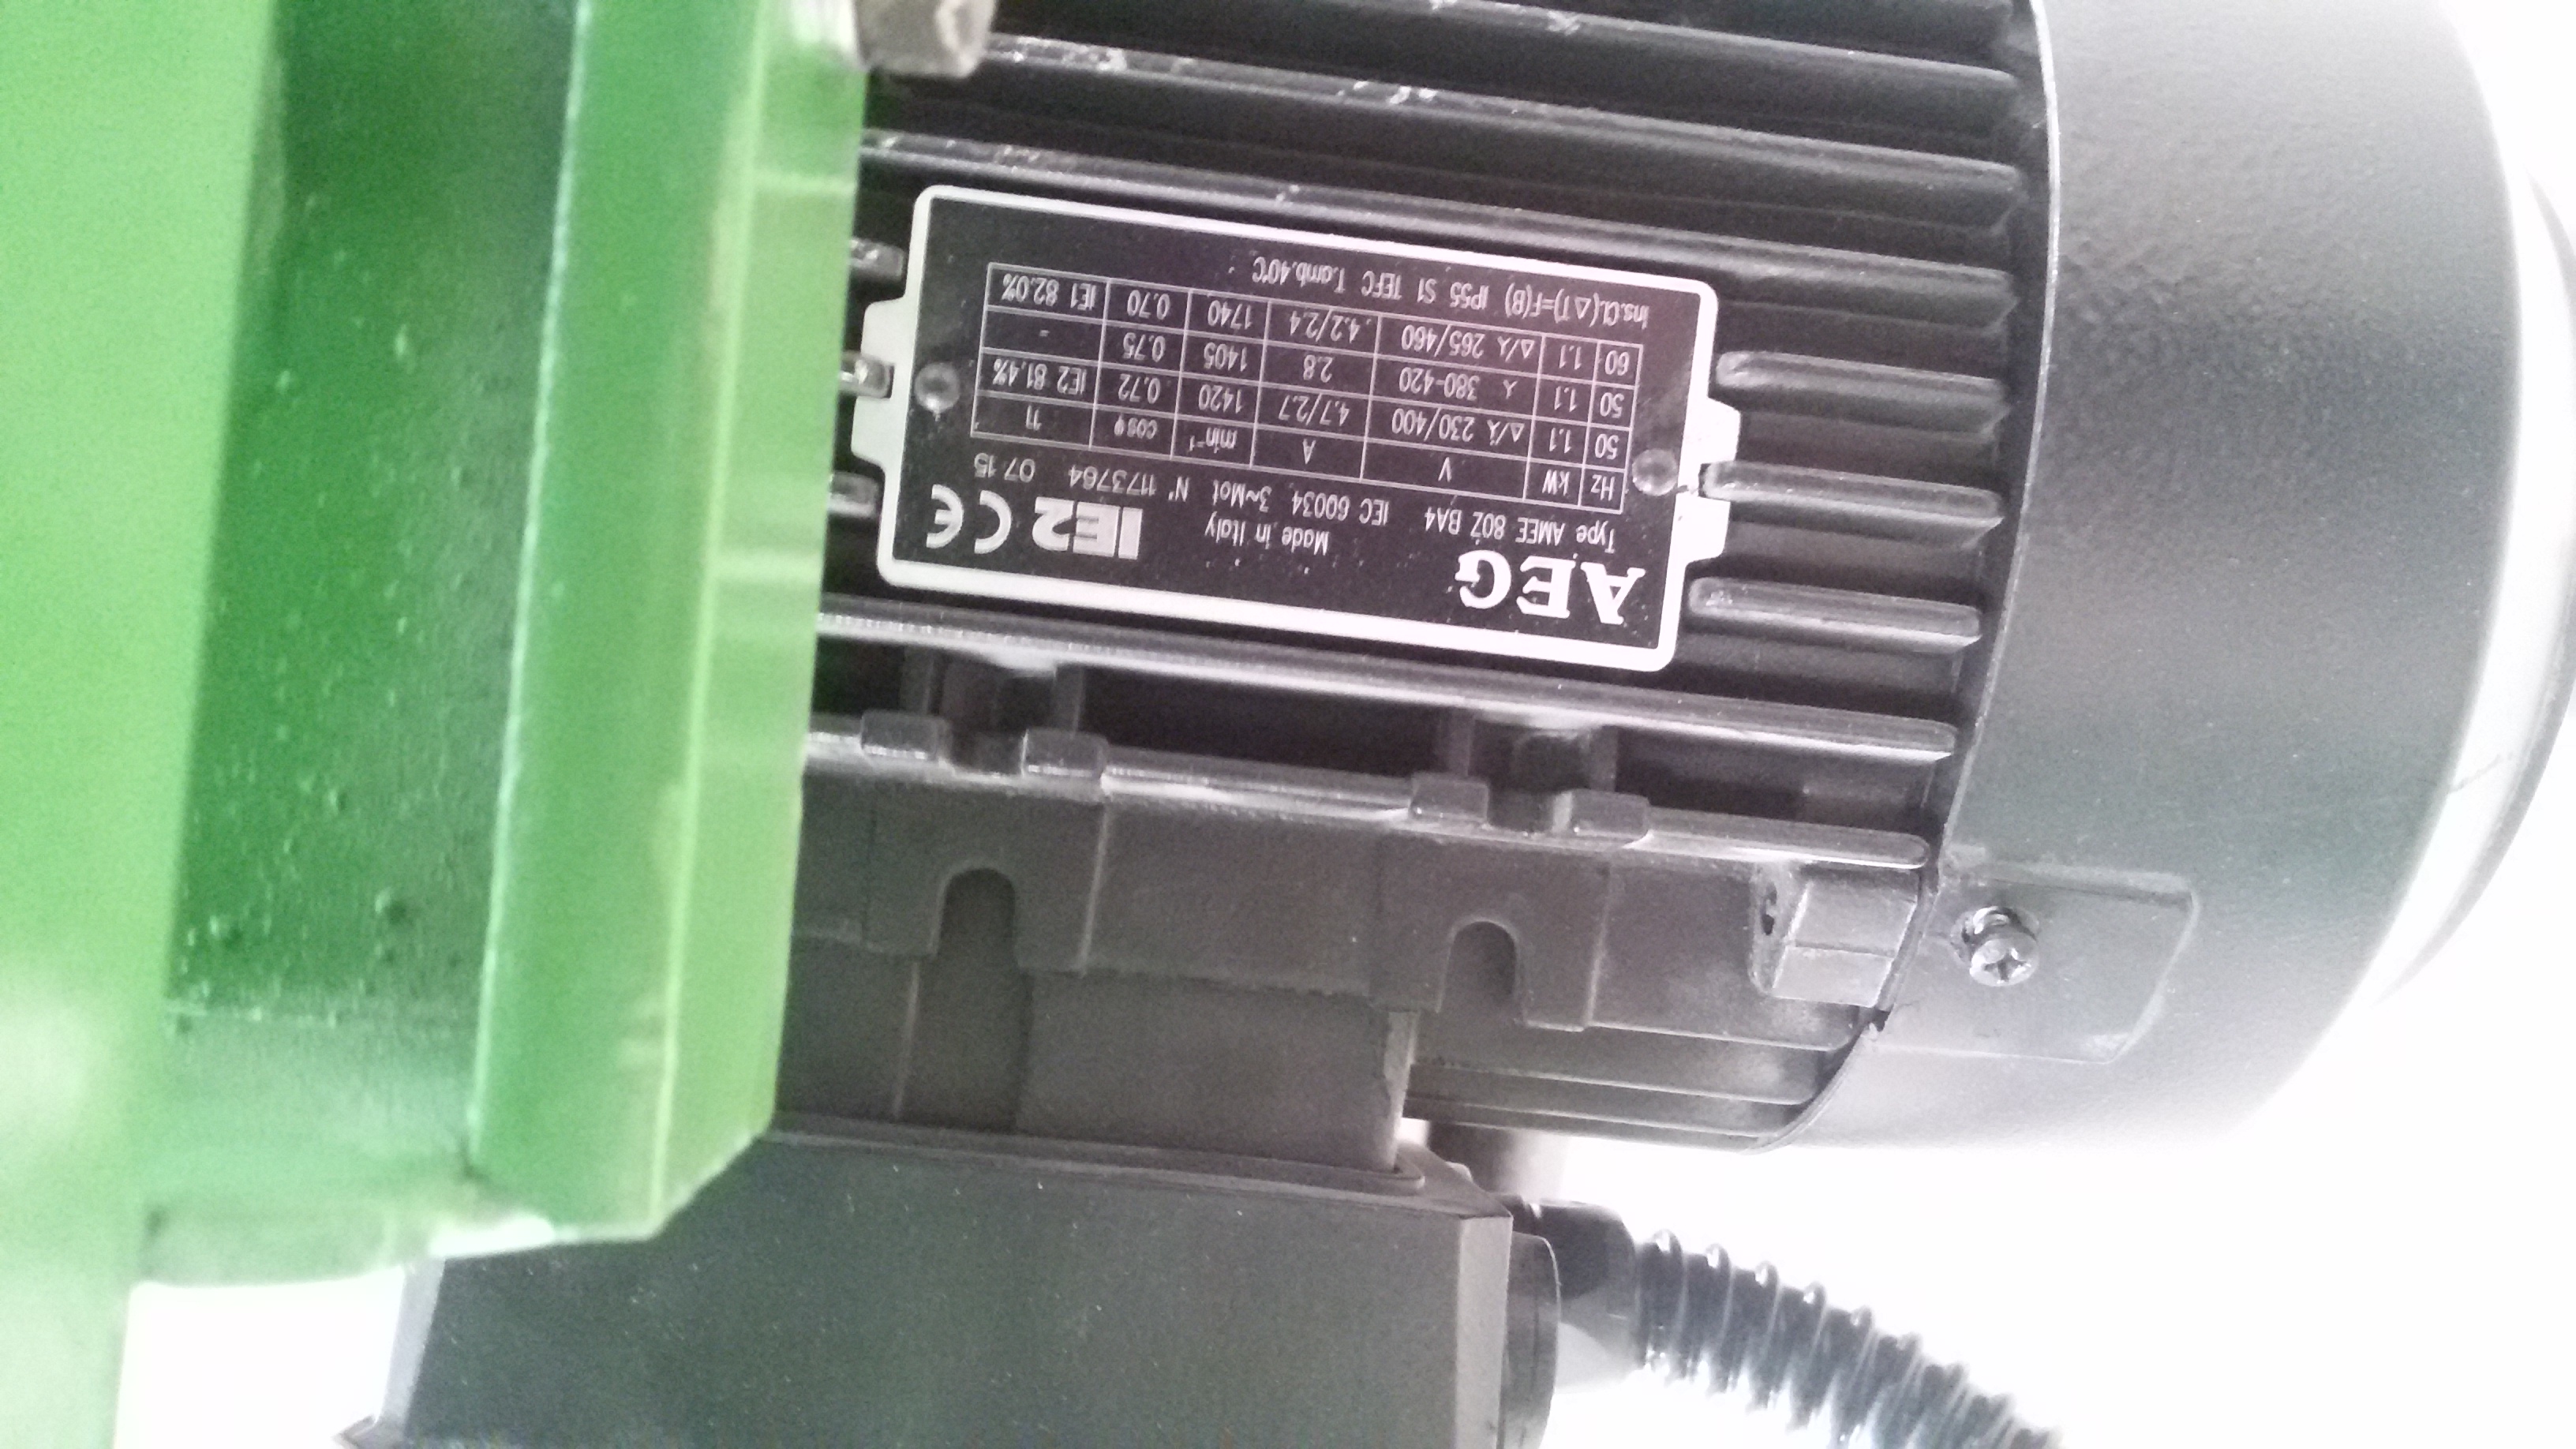 AEG
Made in Italy
IE2 CE
Type AMEE 80Z BA4 IEC 60034 3~Mot N° 1173764 07 15
Hz kW V A min⁻¹ cosφ η
50 1.1 Δ/Y 230/400 4.7/2.7 1420 0.72 IE2 81.4%
50 1.1 Y 380-420 2.8 1405 0.75 -
60 1.1 Δ/Y 265/460 4.2/2.4 1740 0.70 IE1 82.0%
Ins.Cl.(ΔT)=F(B) IP55 S1 TEFC T.amb.40°C